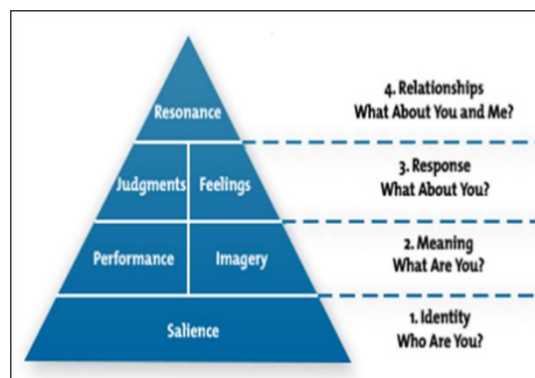 Resonance
4. Relationships
What About You and Me?
Judgments
Feelings
3. Response
What About You?
Performance
Imagery
2. Meaning
What Are You?
Salience
1. Identity
Who Are You?